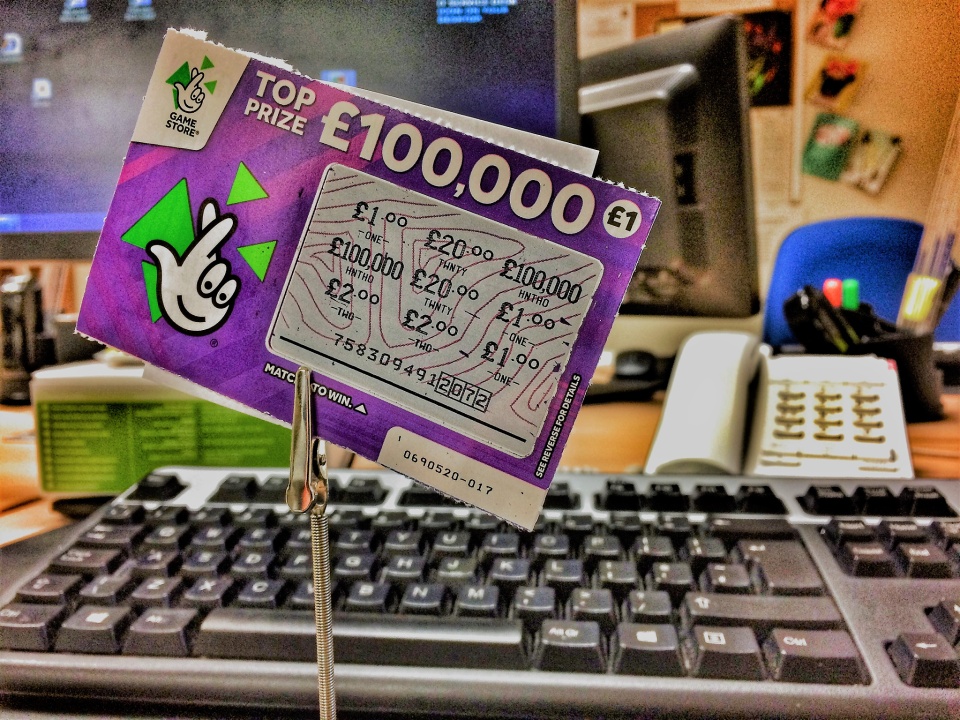 GAME
STORE®
TOP
PRIZE
£100,000
£1
£1.00
-ONE-
£20.00
TWNTY
£100,000
HNTHO
£100,000
HNTHO
£20.00
TWNTY
£1.00
-ONE-
£2.00
-TWO-
£2.00
-TWO-
£1.00
-ONE-
7583094912072
TO WIN.
SEE REVERSE FOR DETAILS
0690520-017
®
Z
X
C
V
B
N
M
Ctrl